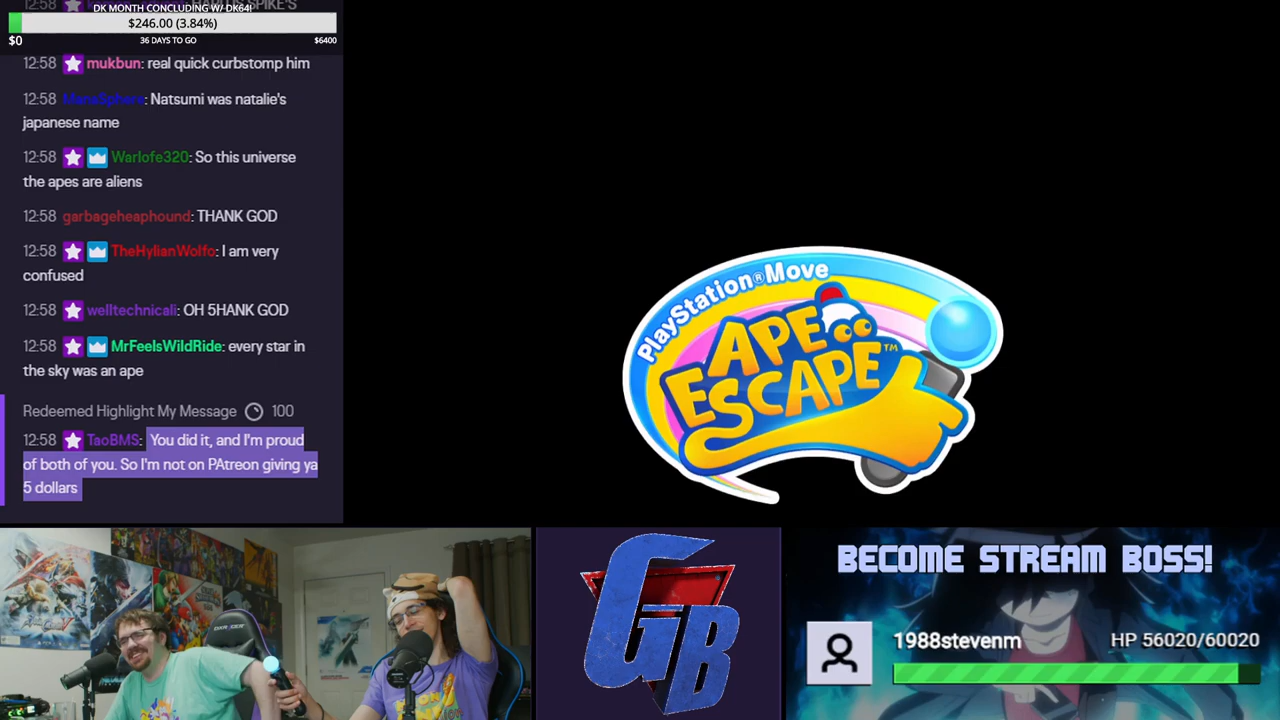 DK MONTH CONCLUDING W/ DK64!
$246.00 (3.84%)
$0
36 DAYS TO GO
$6400
12:58 mukbun: real quick curbstomp him
12:58 ManaSphere: Natsumi was natalie's
japanese name
12:58 Warlofe320: So this universe
the apes are aliens
12:58 garbageheaphound: THANK GOD
12:58 TheHylianWolfo: I am very
confused
12:58 welltechnicali: OH 5HANK GOD
12:58 MrFeelsWildRide: every star in
the sky was an ape
Redeemed Highlight My Message 100
12:58 TaoBMS: You did it, and I'm proud
of both of you. So I'm not on PAtreon giving ya
5 dollars
PlayStation®Move
APE
ESCAPE™
GB
BECOME STREAM BOSS!
1988stevenm
HP 56020/60020